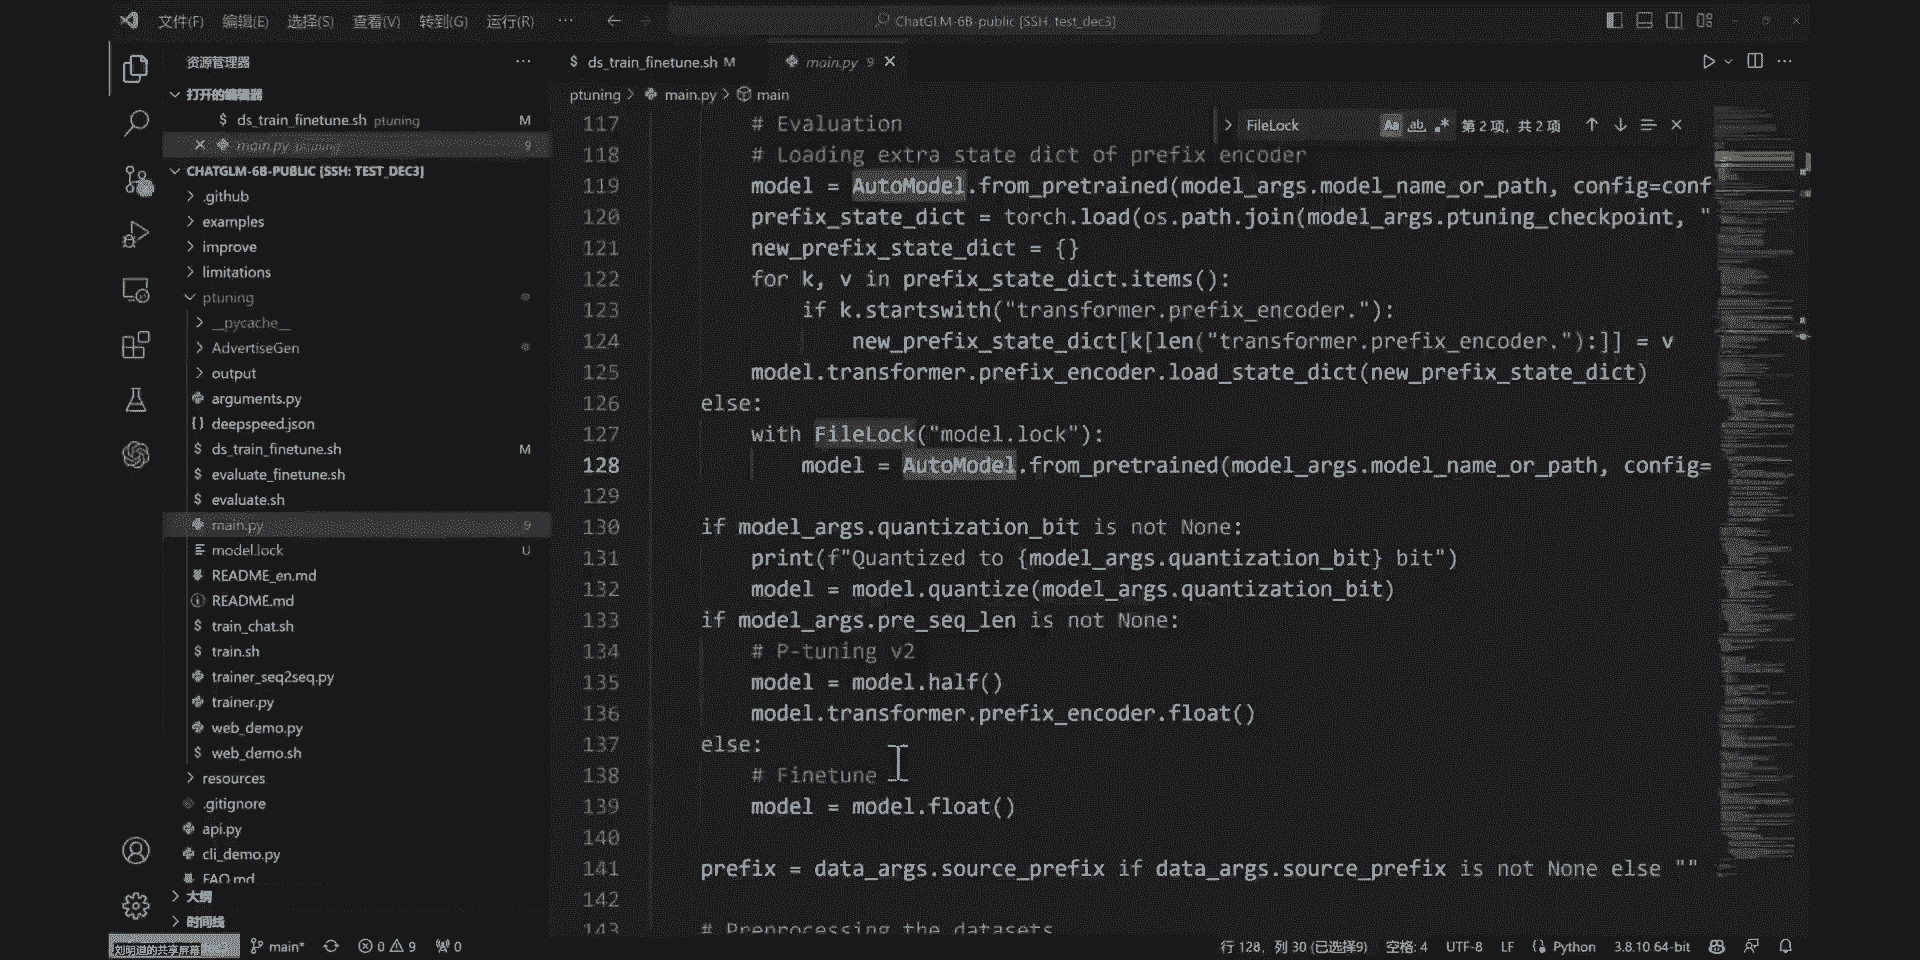 文件(F) 编辑(E) 选择(S) 查看(V) 转到(G) 运行(R) ··· ChatGLM-6B-public [SSH: test_dec3]
资源管理器 ···
打开的编辑器
$ ds_train_finetune.sh ptuning M
main.py ptuning 9
CHATGLM-6B-PUBLIC [SSH: TEST_DEC3]
.github
examples
improve
limitations
ptuning
__pycache__
AdvertiseGen
output
arguments.py
{} deepspeed.json
$ ds_train_finetune.sh M
$ evaluate_finetune.sh
$ evaluate.sh
main.py 9
model.lock U
README_en.md
README.md
$ train_chat.sh
$ train.sh
trainer_seq2seq.py
trainer.py
web_demo.py
$ web_demo.sh
resources
.gitignore
api.py
cli_demo.py
FAQ.md
大纲
时间线
$ ds_train_finetune.sh M main.py 9
ptuning > main.py > main
FileLock Aa ab .* 第 2 项, 共 2 项
117 # Evaluation
118 # Loading extra state dict of prefix encoder
119 model = AutoModel.from_pretrained(model_args.model_name_or_path, config=conf
120 prefix_state_dict = torch.load(os.path.join(model_args.ptuning_checkpoint, "
121 new_prefix_state_dict = {}
122 for k, v in prefix_state_dict.items():
123 if k.startswith("transformer.prefix_encoder."):
124 new_prefix_state_dict[k[len("transformer.prefix_encoder."):]] = v
125 model.transformer.prefix_encoder.load_state_dict(new_prefix_state_dict)
126 else:
127 with FileLock("model.lock"):
128 model = AutoModel.from_pretrained(model_args.model_name_or_path, config=
129
130 if model_args.quantization_bit is not None:
131 print(f"Quantized to {model_args.quantization_bit} bit")
132 model = model.quantize(model_args.quantization_bit)
133 if model_args.pre_seq_len is not None:
134 # P-tuning v2
135 model = model.half()
136 model.transformer.prefix_encoder.float()
137 else:
138 # Finetune
139 model = model.float()
140
141 prefix = data_args.source_prefix if data_args.source_prefix is not None else ""
142
143 # Preprocessing the datasets
刘明道的共享屏幕 main* 0 9 0 行 128, 列 30 (已选择9) 空格: 4 UTF-8 LF Python 3.8.10 64-bit